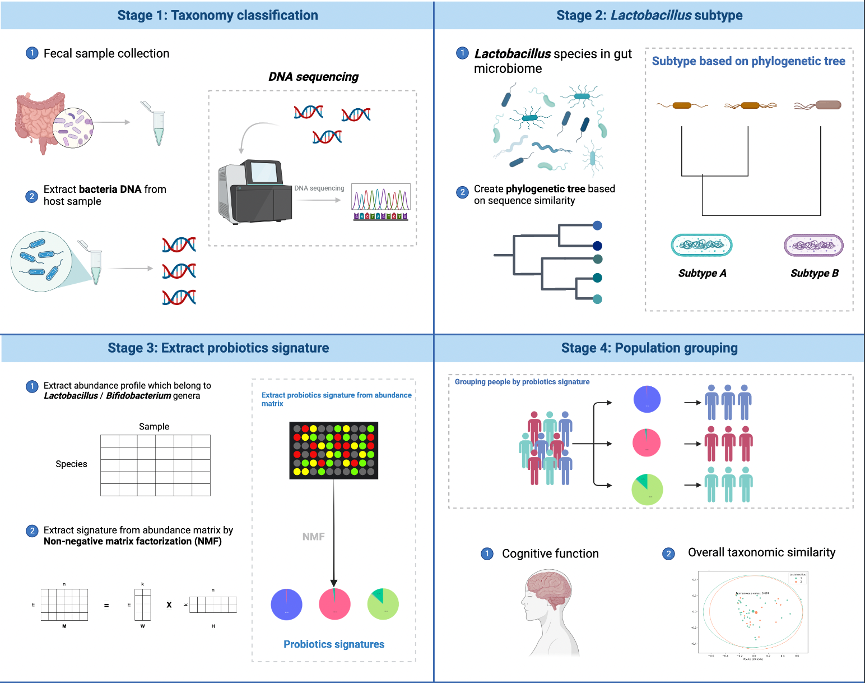 Stage 1: Taxonomy classification
1 Fecal sample collection
DNA sequencing
DNA sequencing
2 Extract bacteria DNA from
host sample
Stage 2: Lactobacillus subtype
1 Lactobacillus species in gut
microbiome
2 Create phylogenetic tree based
on sequence similarity
Subtype based on phylogenetic tree
Subtype A
Subtype B
Stage 3: Extract probiotics signature
1 Extract abundance profile which belong to
Lactobacillus / Bifidobacterium genera
Sample
Species
2 Extract signature from abundance matrix by
Non-negative matrix factorization (NMF)
= X
M W H
Extract probiotics signature from abundance
matrix
NMF
Probiotics signatures
Stage 4: Population grouping
Grouping people by probiotics signature
1 Cognitive function
2 Overall taxonomic similarity